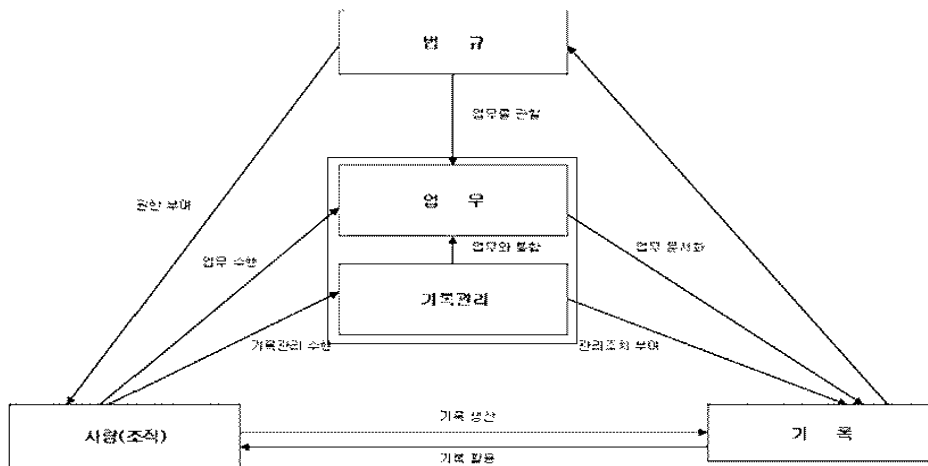 법 규
업무를 관할
권한 부여
업 무
업무 수행
업무와 통합
업무 문서화
기록관리
기록관리 수행
관리조치 부여
사람(조직)
기록 생산
기 록
기록 활용